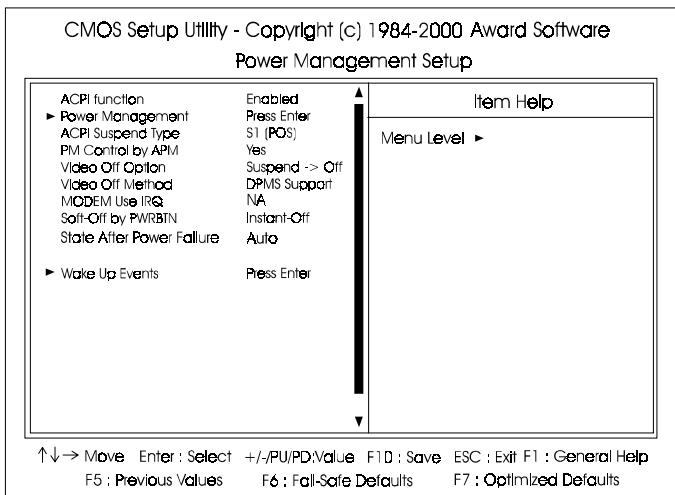 CMOS Setup Utility - Copyright (c) 1984-2000 Award Software
Power Management Setup
ACPI function Enabled
► Power Management Press Enter
ACPI Suspend Type S1 (POS)
PM Control by APM Yes
Video Off Option Suspend -> Off
Video Off Method DPMS Support
MODEM Use IRQ NA
Soft-Off by PWRBTN Instant-Off
State After Power Failure Auto
► Wake Up Events Press Enter
Item Help
Menu Level ►
↑↓→ Move Enter : Select +/-/PU/PD:Value F10 : Save ESC : Exit F1 : General Help
F5 : Previous Values F6 : Fail-Safe Defaults F7 : Optimized Defaults